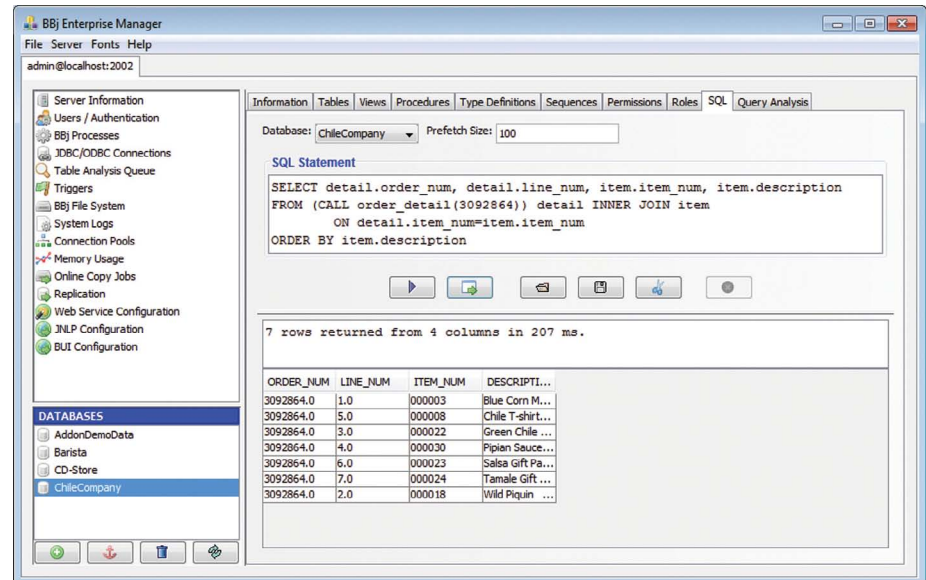 BBj Enterprise Manager
File Server Fonts Help
admin@localhost:2002
Server Information
Users / Authentication
BBj Processes
JDBC/ODBC Connections
Table Analysis Queue
Triggers
BBj File System
System Logs
Connection Pools
Memory Usage
Online Copy Jobs
Replication
Web Service Configuration
JNLP Configuration
BUI Configuration
DATABASES
AddonDemoData
Barista
CD-Store
ChileCompany
Information Tables Views Procedures Type Definitions Sequences Permissions Roles SQL Query Analysis
Database: ChileCompany Prefetch Size: 100
SQL Statement
SELECT detail.order_num, detail.line_num, item.item_num, item.description
FROM (CALL order_detail(3092864)) detail INNER JOIN item
ON detail.item_num=item.item_num
ORDER BY item.description
7 rows returned from 4 columns in 207 ms.
ORDER_NUM LINE_NUM ITEM_NUM DESCRIPTI...
3092864.0 1.0 000003 Blue Corn M...
3092864.0 5.0 000008 Chile T-shirt...
3092864.0 3.0 000022 Green Chile ...
3092864.0 4.0 000030 Pipian Sauce...
3092864.0 6.0 000023 Salsa Gift Pa...
3092864.0 7.0 000024 Tamale Gift ...
3092864.0 2.0 000018 Wild Piquin ...